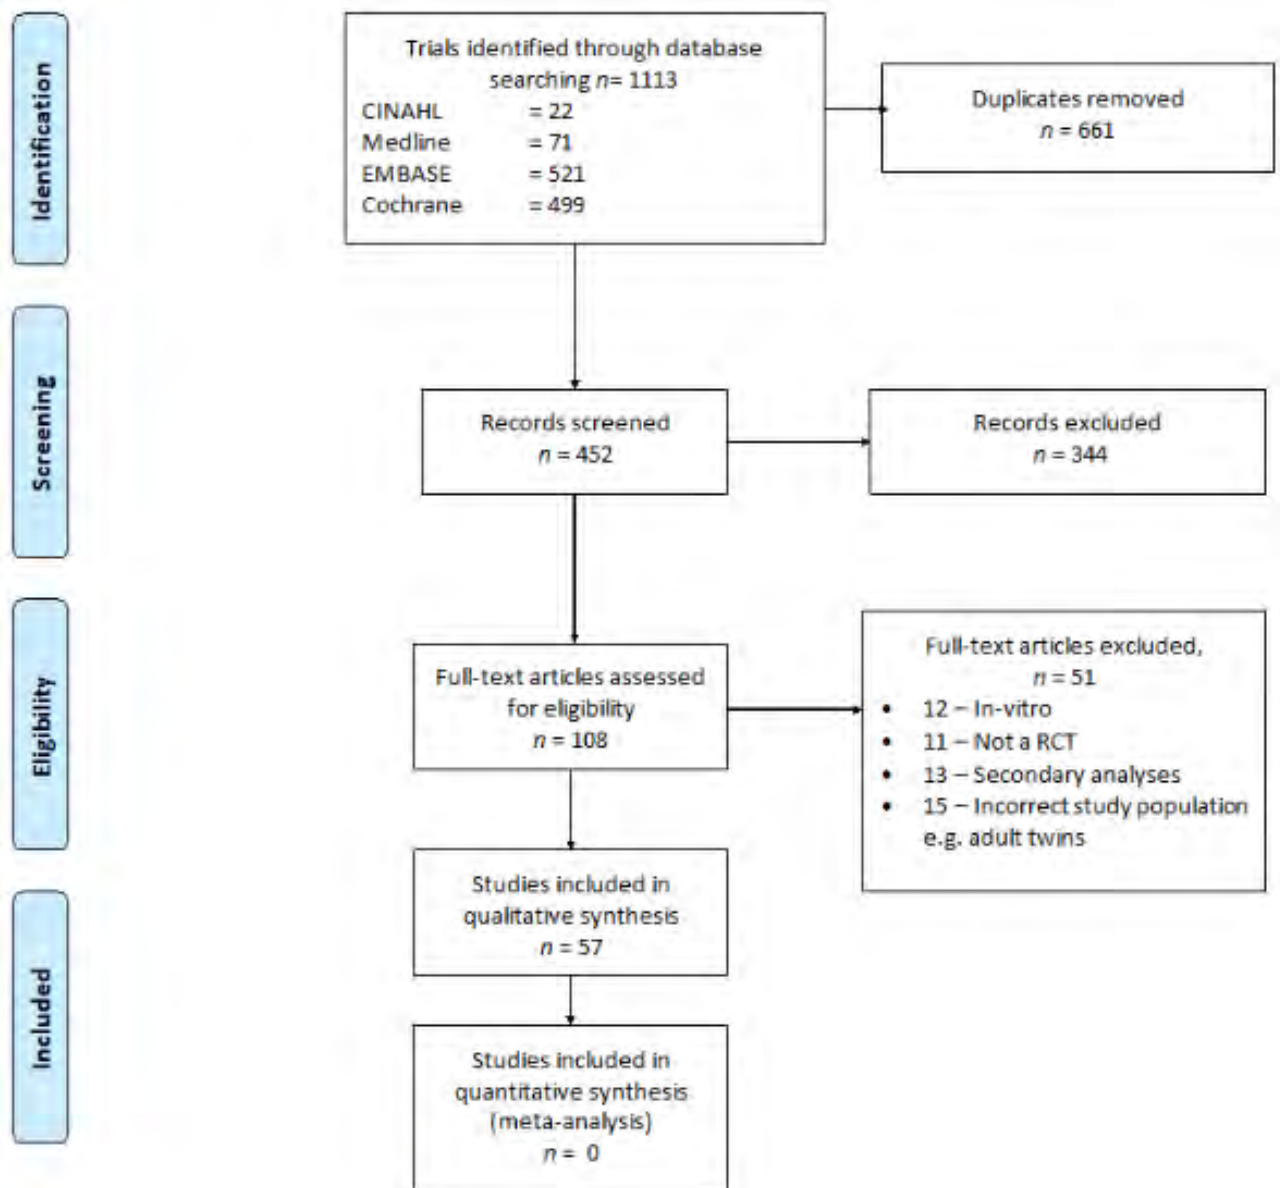 Identification
Trials identified through database
searching n= 1113
CINAHL = 22
Medline = 71
EMBASE = 521
Cochrane = 499
Duplicates removed
n = 661
Screening
Records screened
n = 452
Records excluded
n = 344
Eligibility
Full-text articles assessed
for eligibility
n = 108
Full-text articles excluded,
n = 51
• 12 – In-vitro
• 11 – Not a RCT
• 13 – Secondary analyses
• 15 – Incorrect study population
e.g. adult twins
Included
Studies included in
qualitative synthesis
n = 57
Studies included in
quantitative synthesis
(meta-analysis)
n = 0